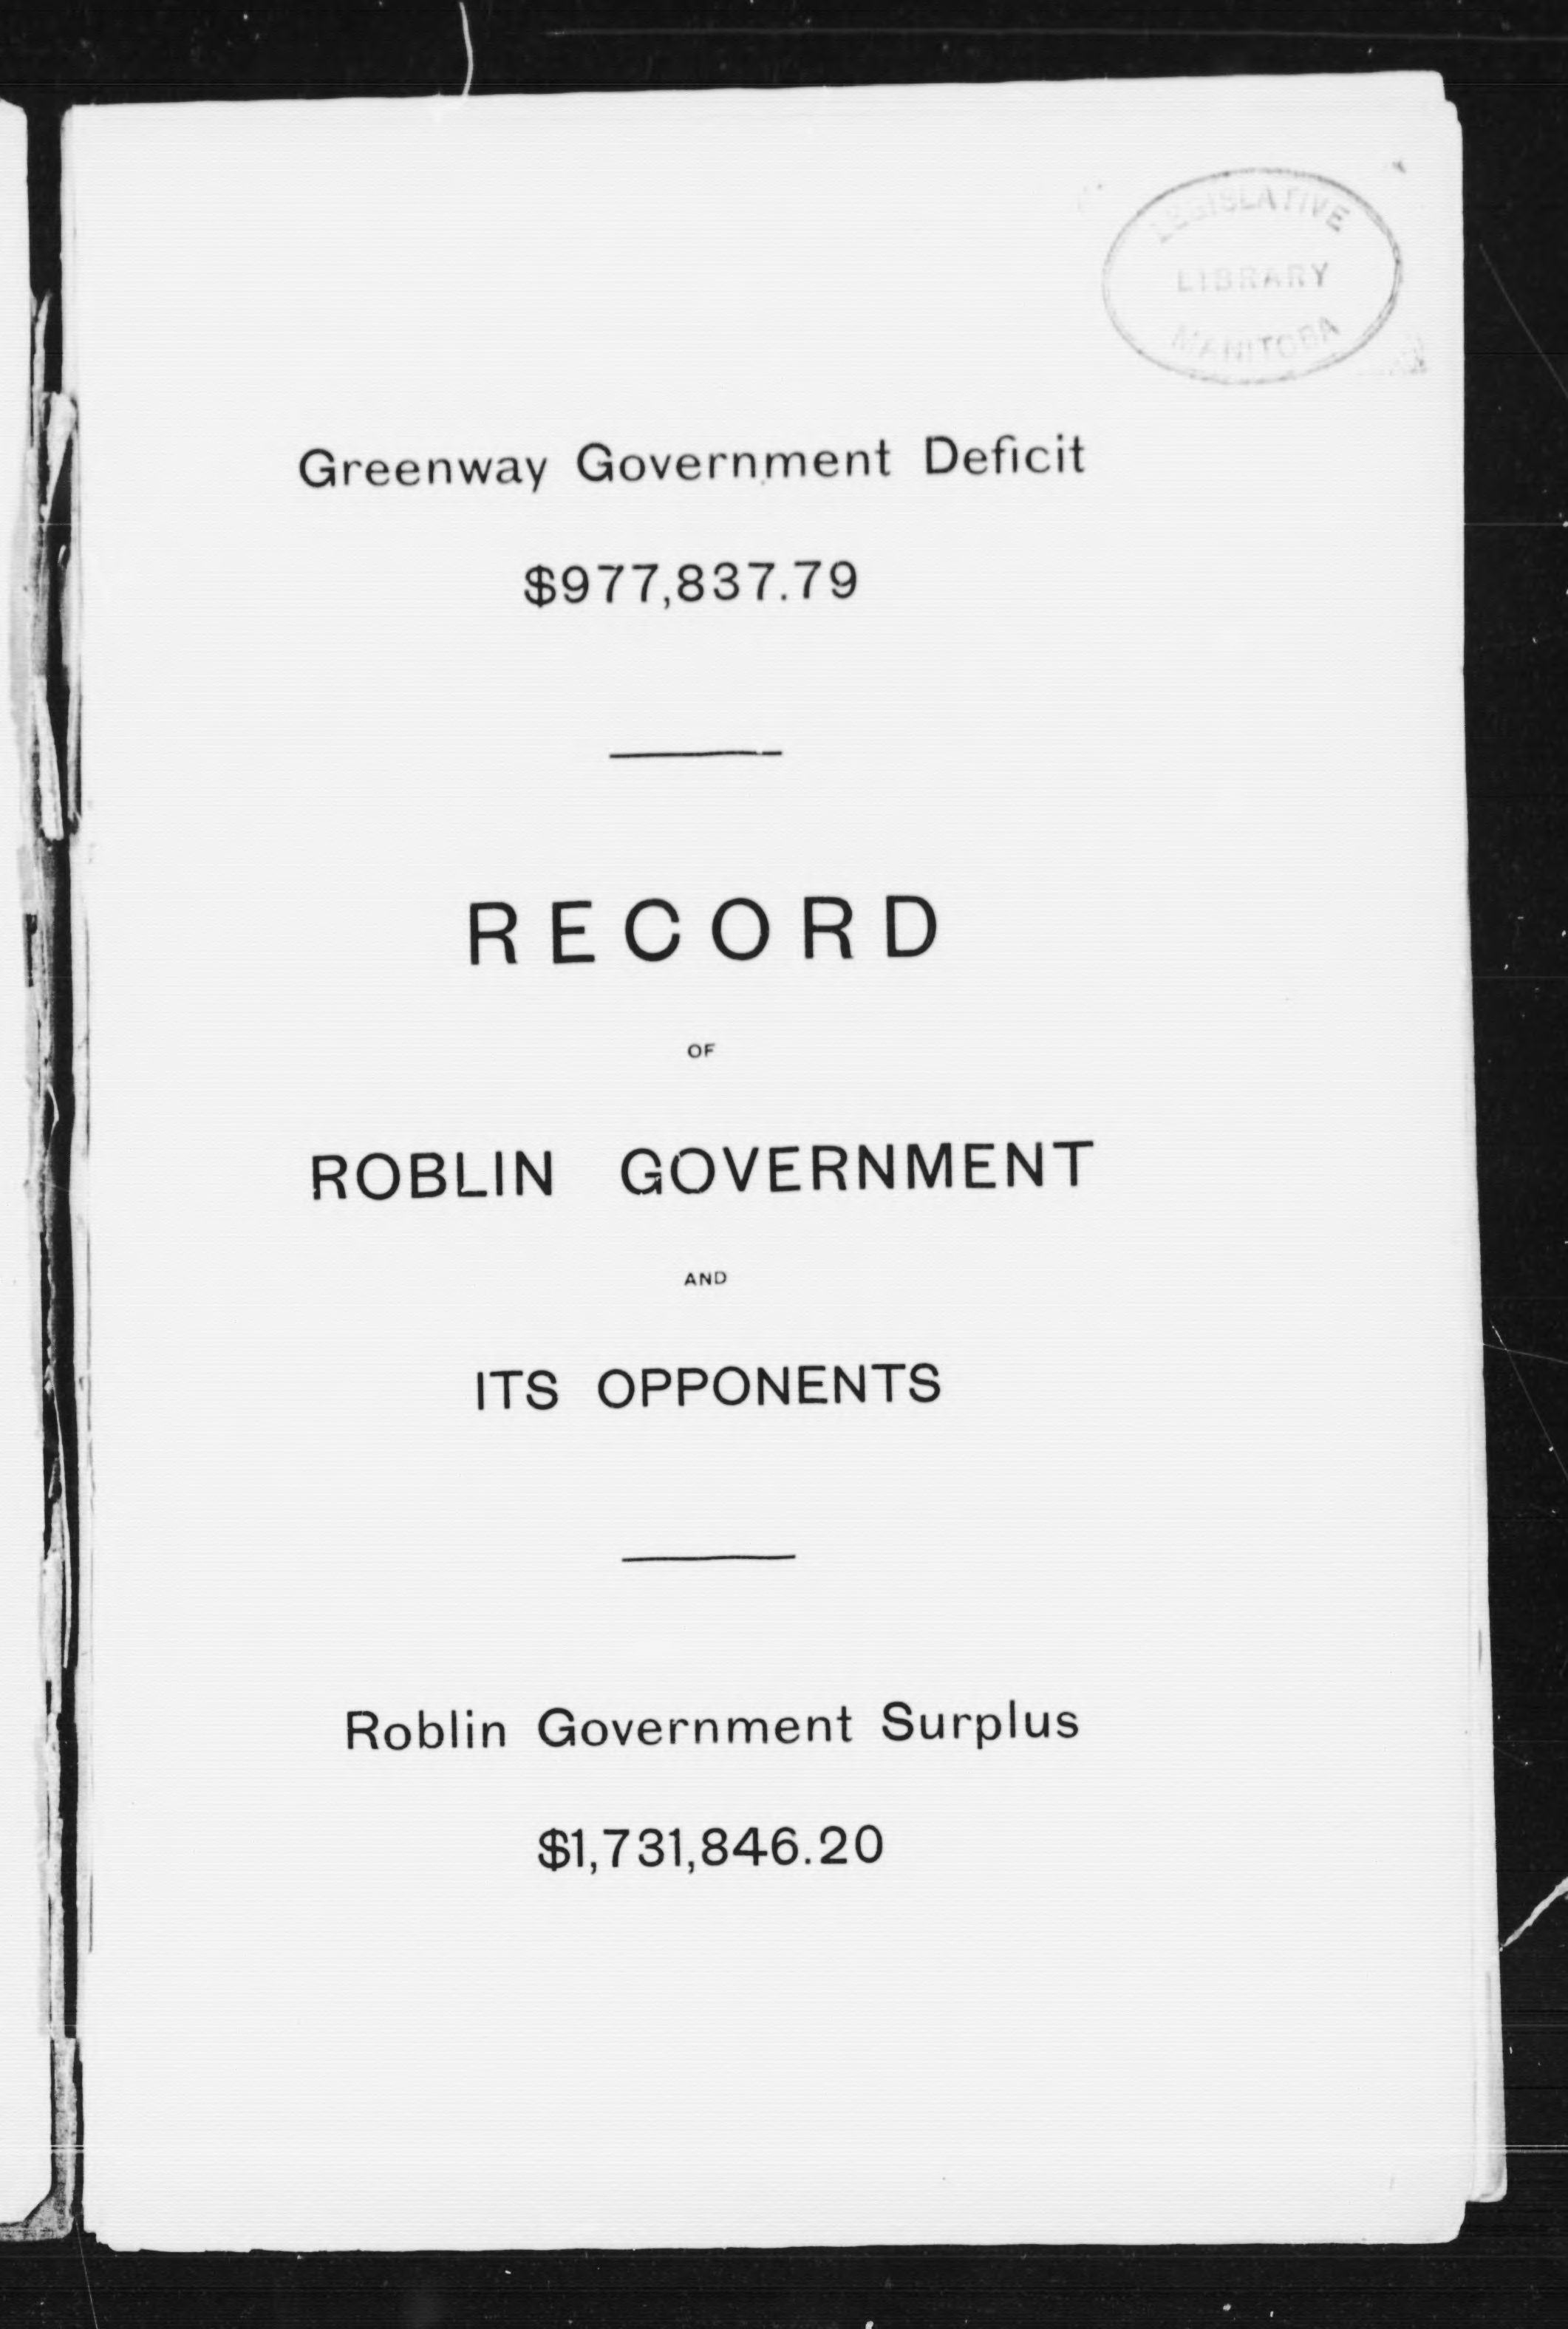 LEGISLATIVE
LIBRARY
MANITOBA
Greenway Government Deficit
$977,837.79
RECORD
OF
ROBLIN GOVERNMENT
AND
ITS OPPONENTS
Roblin Government Surplus
$1,731,846.20